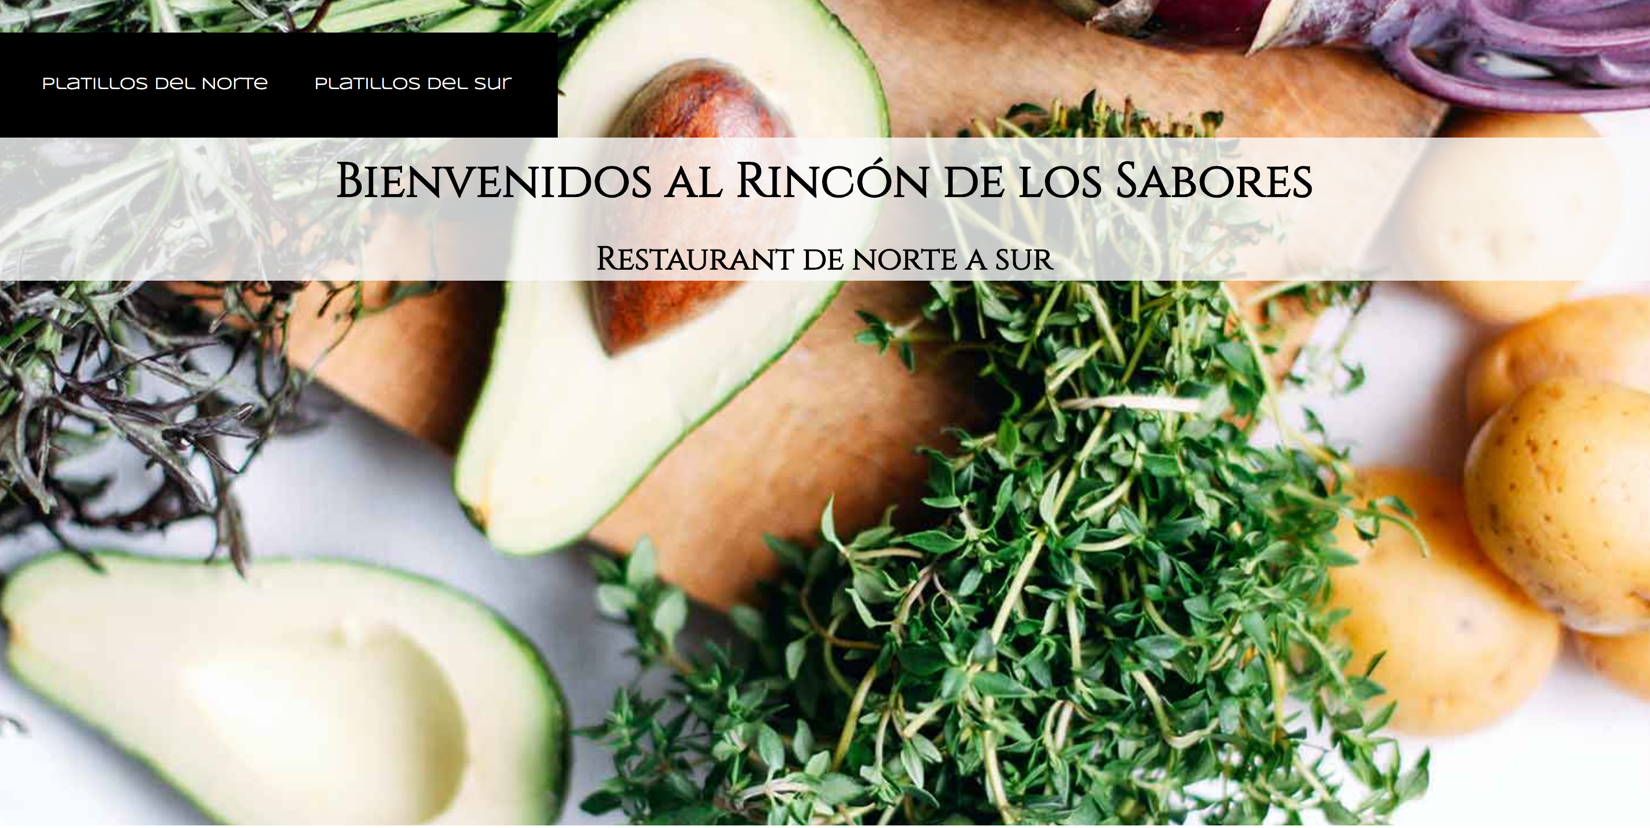 Platillos del Norte Platillos del Sur
Bienvenidos al Rincón de los Sabores
Restaurant de norte a sur